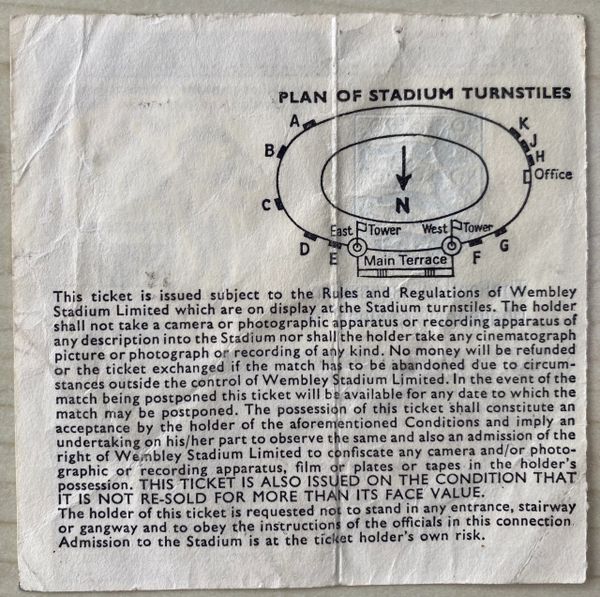 PLAN OF STADIUM TURNSTILES
A
K
J
B
H
Office
C
N
East Tower
West Tower
D
E
F
G
Main Terrace
This ticket is issued subject to the Rules and Regulations of Wembley
Stadium Limited which are on display at the Stadium turnstiles. The holder
shall not take a camera or photographic apparatus or recording apparatus of
any description into the Stadium nor shall the holder take any cinematograph
picture or photograph or recording of any kind. No money will be refunded
or the ticket exchanged if the match has to be abandoned due to circum-
stances outside the control of Wembley Stadium Limited. In the event of the
match being postponed this ticket will be available for any date to which the
match may be postponed. The possession of this ticket shall constitute an
acceptance by the holder of the aforementioned Conditions and imply an
undertaking on his/her part to observe the same and also an admission of the
right of Wembley Stadium Limited to confiscate any camera and/or photo-
graphic or recording apparatus, film or plates or tapes in the holder's
possession. THIS TICKET IS ALSO ISSUED ON THE CONDITION THAT
IT IS NOT RE-SOLD FOR MORE THAN ITS FACE VALUE.
The holder of this ticket is requested not to stand in any entrance, stairway
or gangway and to obey the instructions of the officials in this connection
Admission to the Stadium is at the ticket holder's own risk.